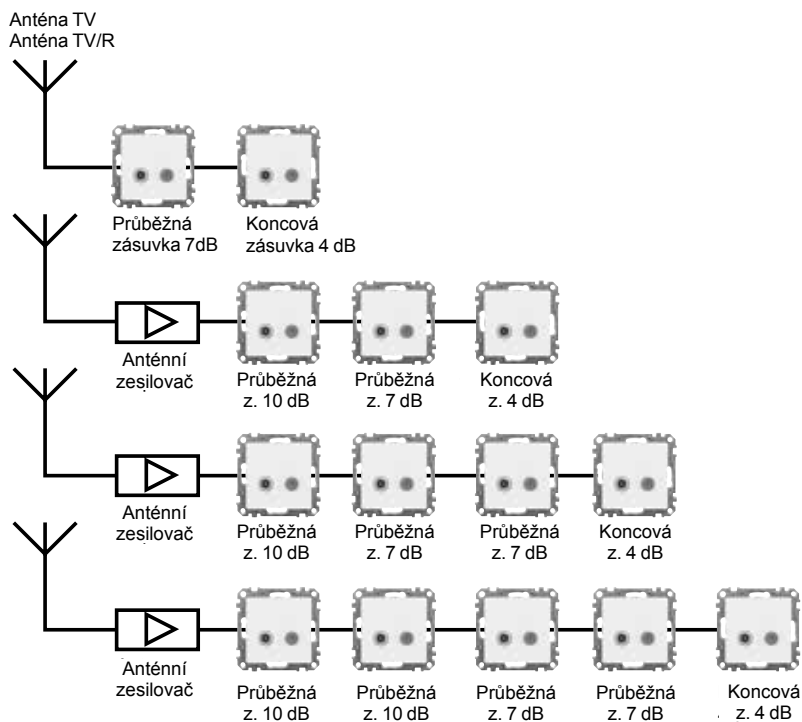 Anténa TV
Anténa TV/R
Průběžná
zásuvka 7dB
Koncová
zásuvka 4 dB
Anténní
zesilovač
Průběžná
z. 10 dB
Průběžná
z. 7 dB
Koncová
z. 4 dB
Anténní
zesilovač
Průběžná
z. 10 dB
Průběžná
z. 7 dB
Průběžná
z. 7 dB
Koncová
z. 4 dB
Anténní
zesilovač
Průběžná
z. 10 dB
Průběžná
z. 10 dB
Průběžná
z. 7 dB
Průběžná
z. 7 dB
Koncová
z. 4 dB